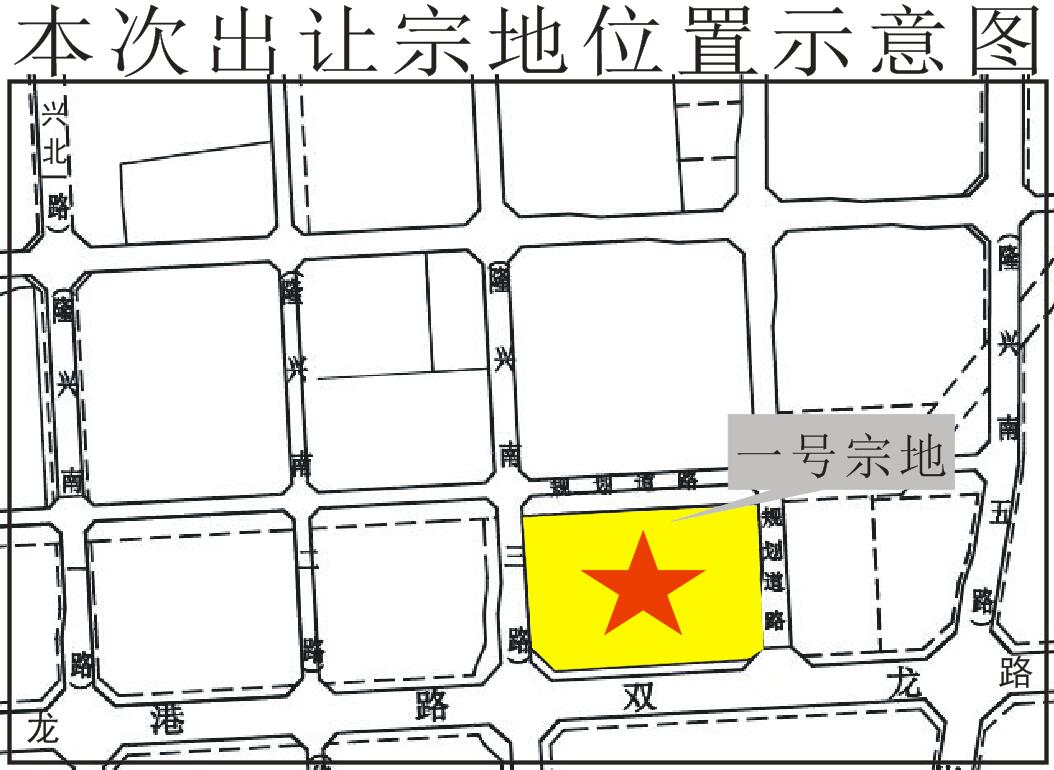 本次出让宗地位置示意图
兴北一路
隆兴南一路
隆兴南二路
隆兴南三路
隆兴南五路
一号宗地
规划道路
规划道路
龙港路
双龙路